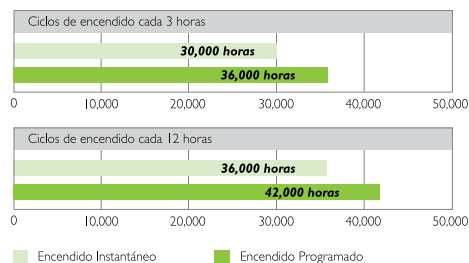 Ciclos de encendido cada 3 horas
30,000 horas
36,000 horas
0 10,000 20,000 30,000 40,000 50,000
Ciclos de encendido cada 12 horas
36,000 horas
42,000 horas
0 10,000 20,000 30,000 40,000 50,000
Encendido Instantáneo Encendido Programado